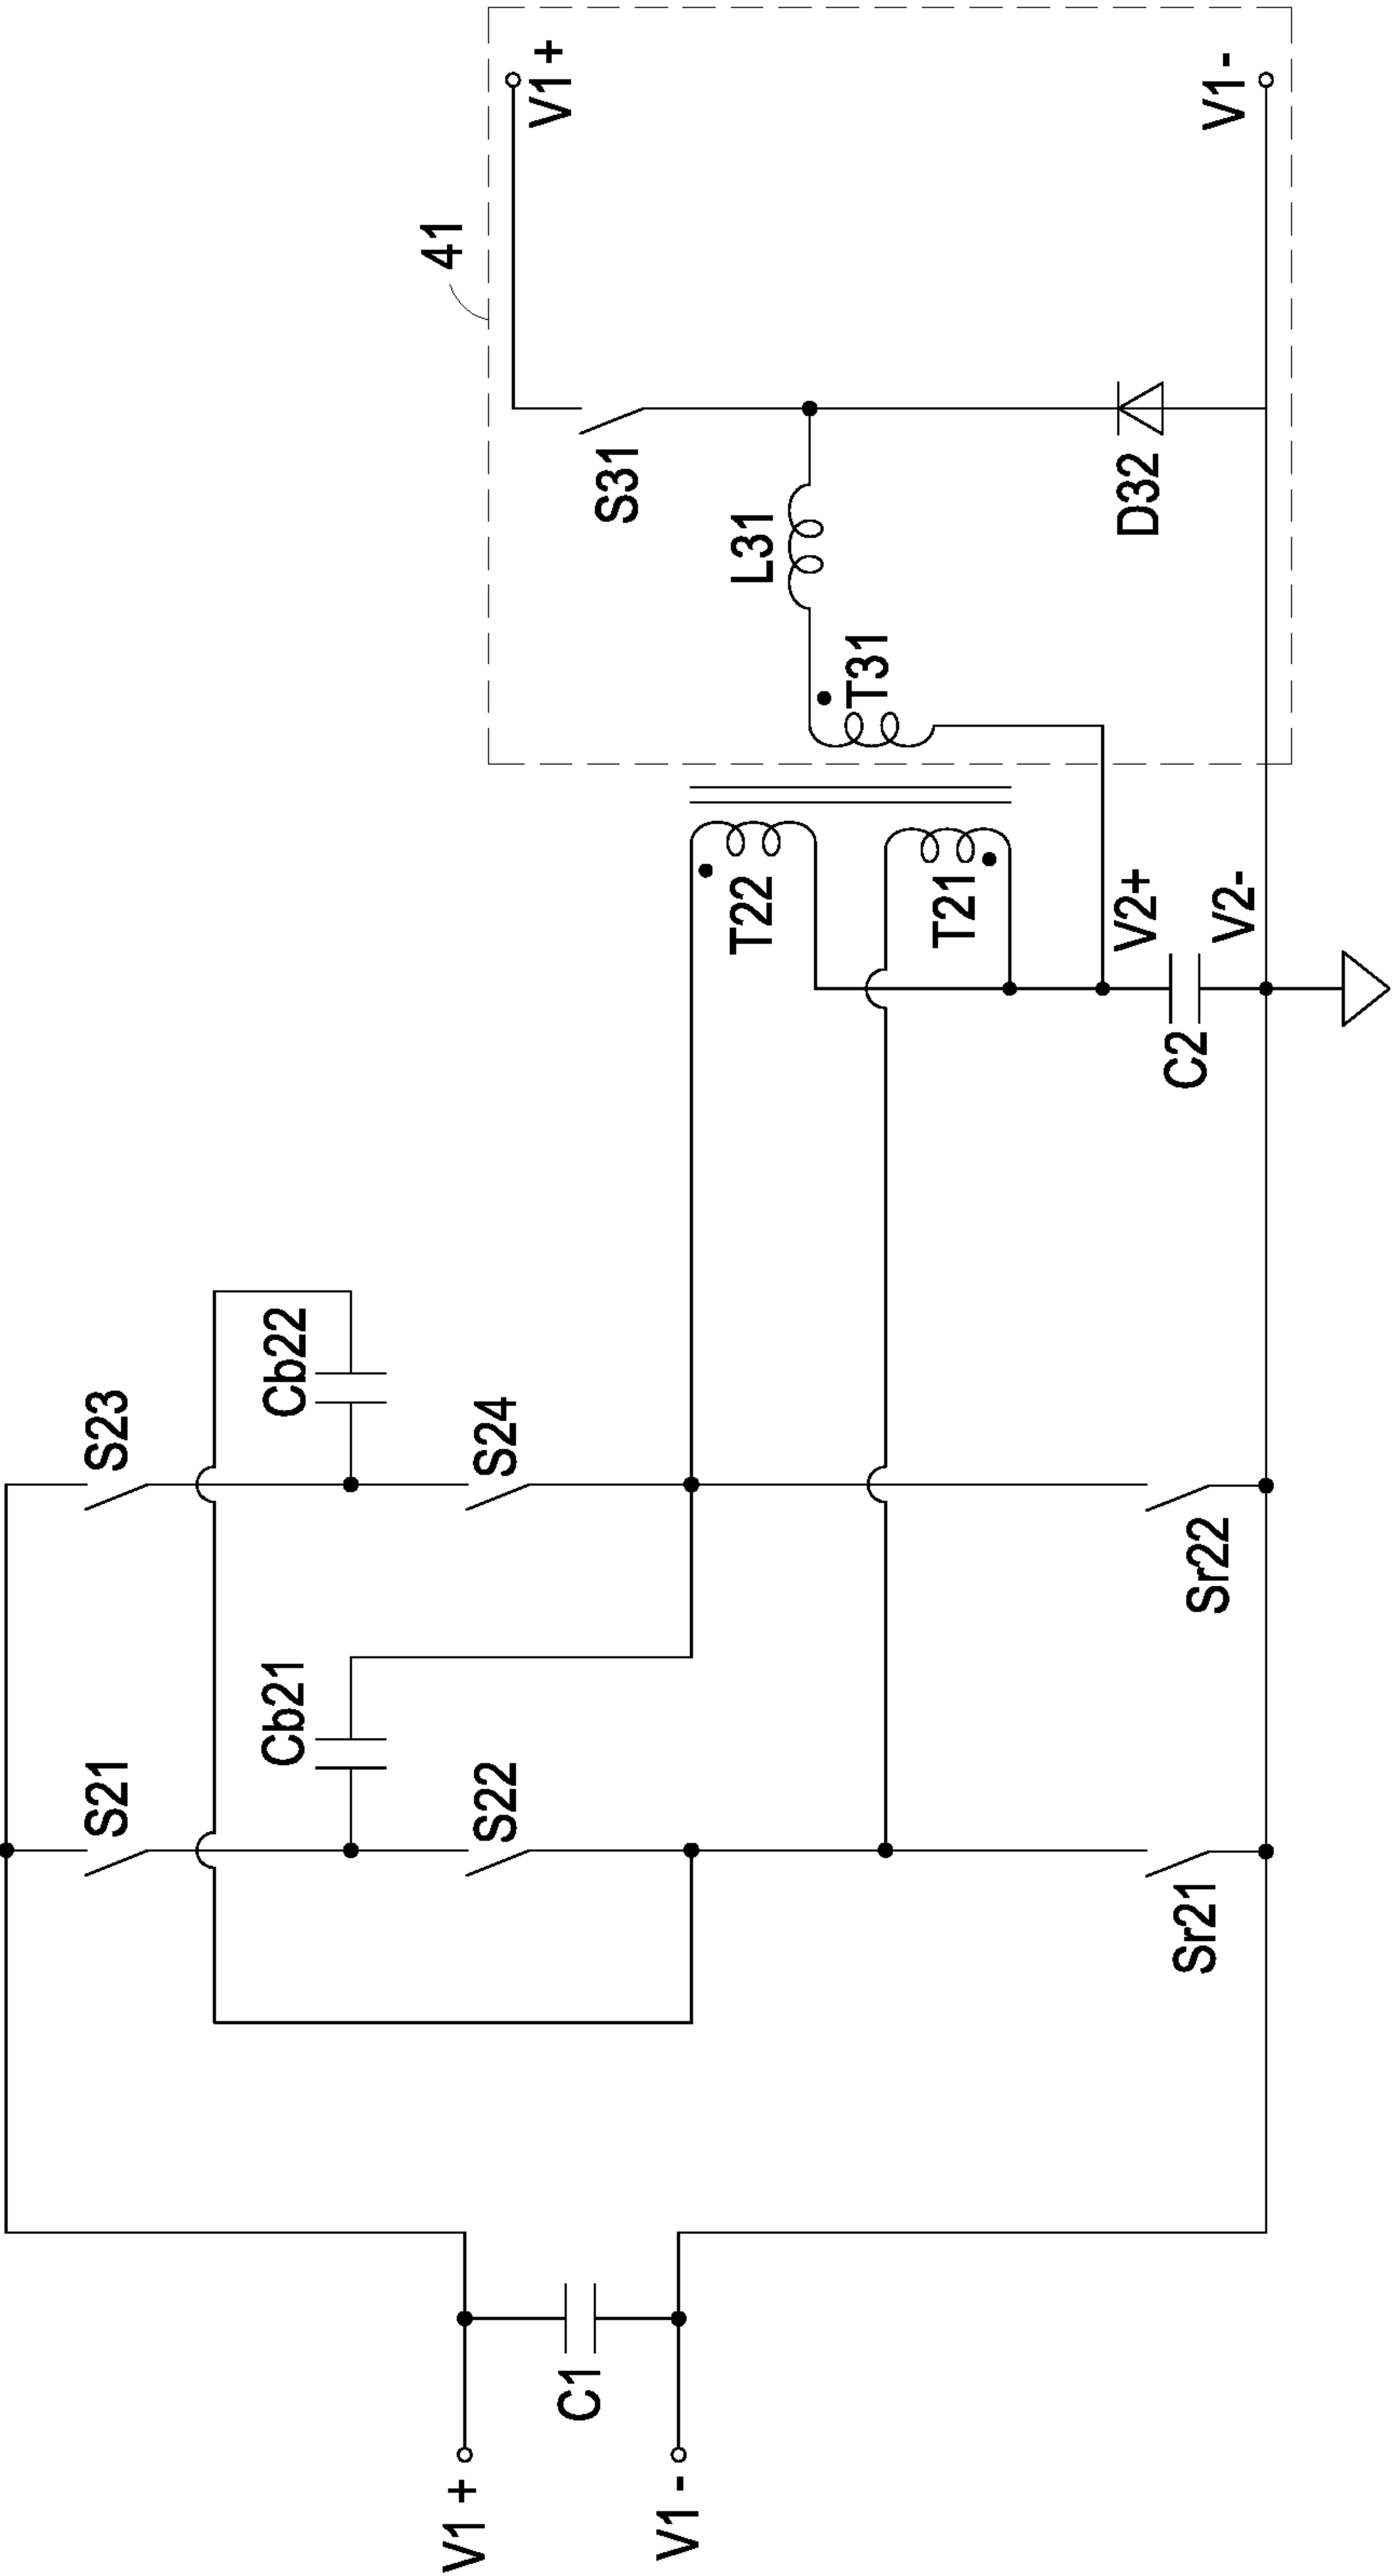 S21
S23
Cb21
Cb22
41
V1+
V1 +
S22
S24
S31
C1
L31
V1 -
T22
T31
T21
V2+
D32
Sr21
Sr22
C2
V2-
V1 -